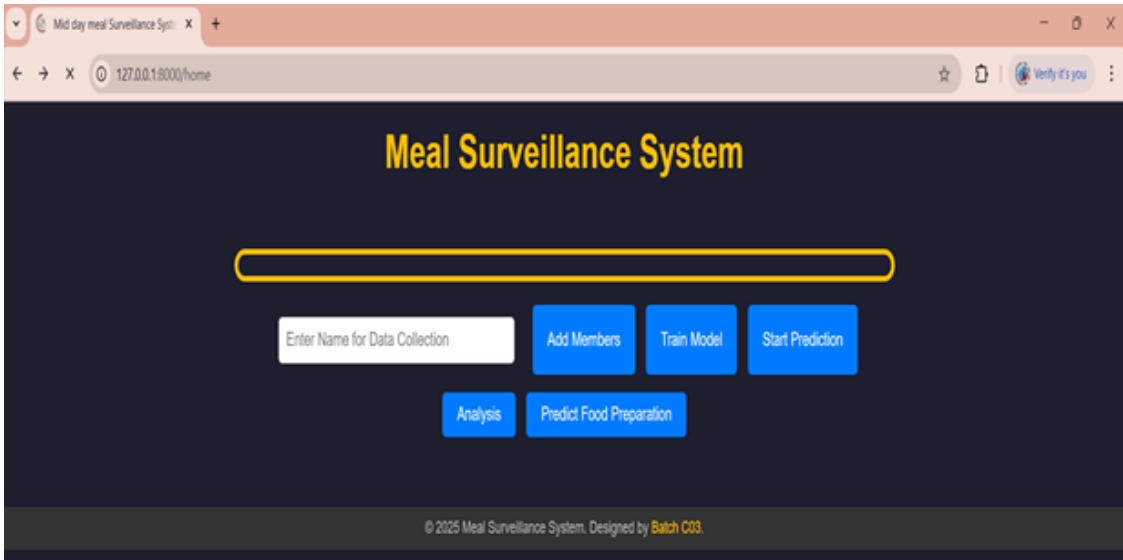 Mid day meal Surveillance Syst
127.0.0.1:8000/home
Verify it's you
Meal Surveillance System
Enter Name for Data Collection
Add Members
Train Model
Start Prediction
Analysis
Predict Food Preparation
© 2025 Meal Surveillance System. Designed by Batch C03.